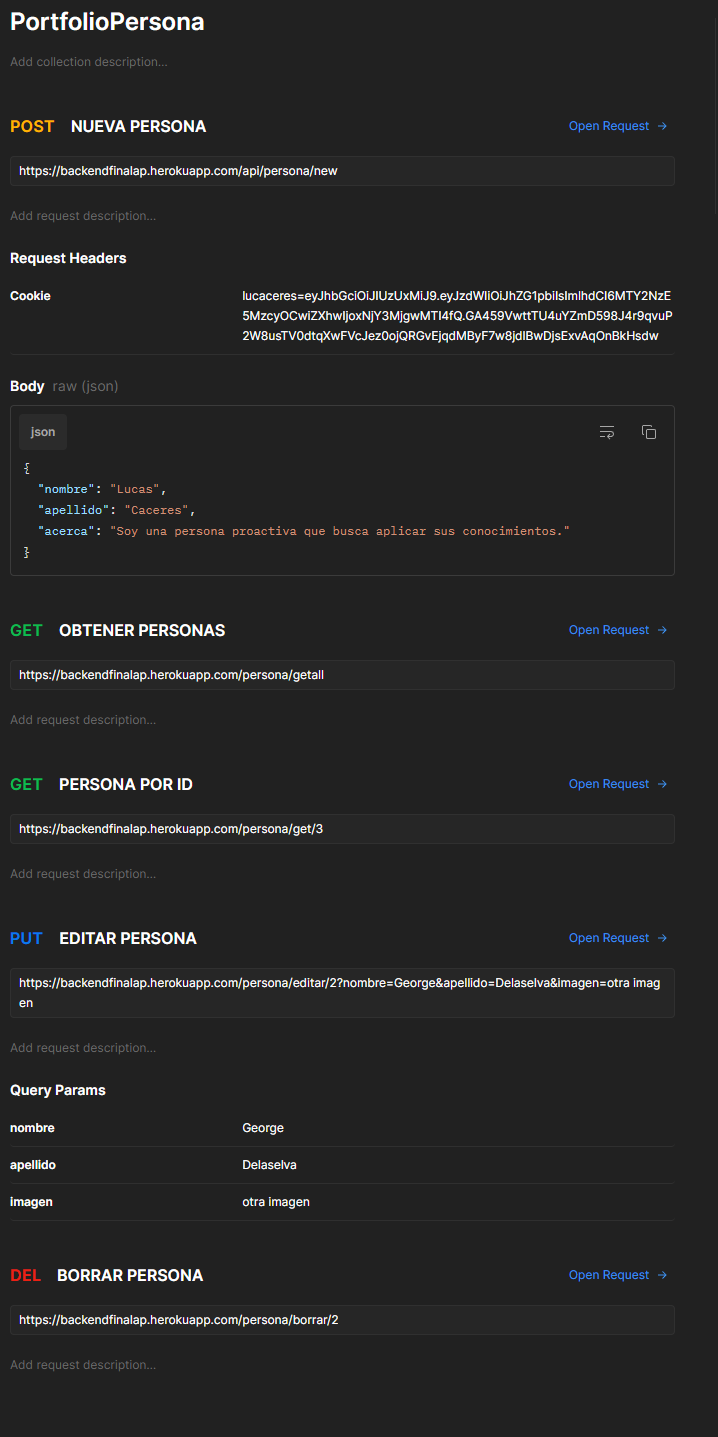 PortfolioPersona
Add collection description...
POST NUEVA PERSONA Open Request →
https://backendfinalap.herokuapp.com/api/persona/new
Add request description...
Request Headers
Cookie lucaceres=eyJhbGciOiJIUzUxMiJ9.eyJzdWIiOiJhZG1pbiIsImlhdCI6MTY2NzE
5MzcyOCwiZXhwIjoxNjY3MjgwMTI4fQ.GA459VwttTU4uYZmD598J4r9qvuP
2W8usTV0dtqXwFVcJez0ojQRGvEjqdMByF7w8jdIBwDjsExvAqOnBkHsdw
Body raw (json)
json
{
"nombre": "Lucas",
"apellido": "Caceres",
"acerca": "Soy una persona proactiva que busca aplicar sus conocimientos."
}
GET OBTENER PERSONAS Open Request →
https://backendfinalap.herokuapp.com/persona/getall
Add request description...
GET PERSONA POR ID Open Request →
https://backendfinalap.herokuapp.com/persona/get/3
Add request description...
PUT EDITAR PERSONA Open Request →
https://backendfinalap.herokuapp.com/persona/editar/2?nombre=George&apellido=Delaselva&imagen=otra imag
en
Add request description...
Query Params
nombre George
apellido Delaselva
imagen otra imagen
DEL BORRAR PERSONA Open Request →
https://backendfinalap.herokuapp.com/persona/borrar/2
Add request description...